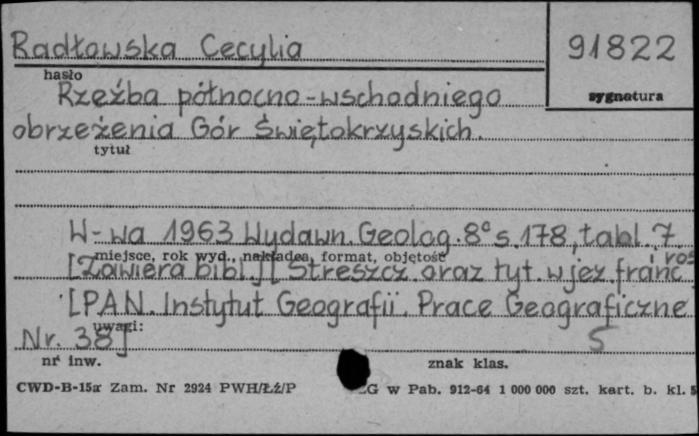 Radłowska Cecylia
91822
hasło
sygnatura
Rzeźba północno-wschodniego
obrzeżenia Gór Świętokrzyskich.
tytuł
W-wa 1963 Wydawn. Geolog. 8° s. 178, tabl. 7
miejsce, rok wyd., nakładca, format, objętość
[Zawiera bibl.] [Streszcz. oraz tyt. w jęz. franc i ros
[PAN. Instytut Geografii. Prace Geograficzne
uwagi:
Nr. 38]
S
nr inw.
znak klas.
CWD-B-15a Zam. Nr 2924 PWH/Łź/P
G w Pab. 912-64 1 000 000 szt. kart. b. kl. 5